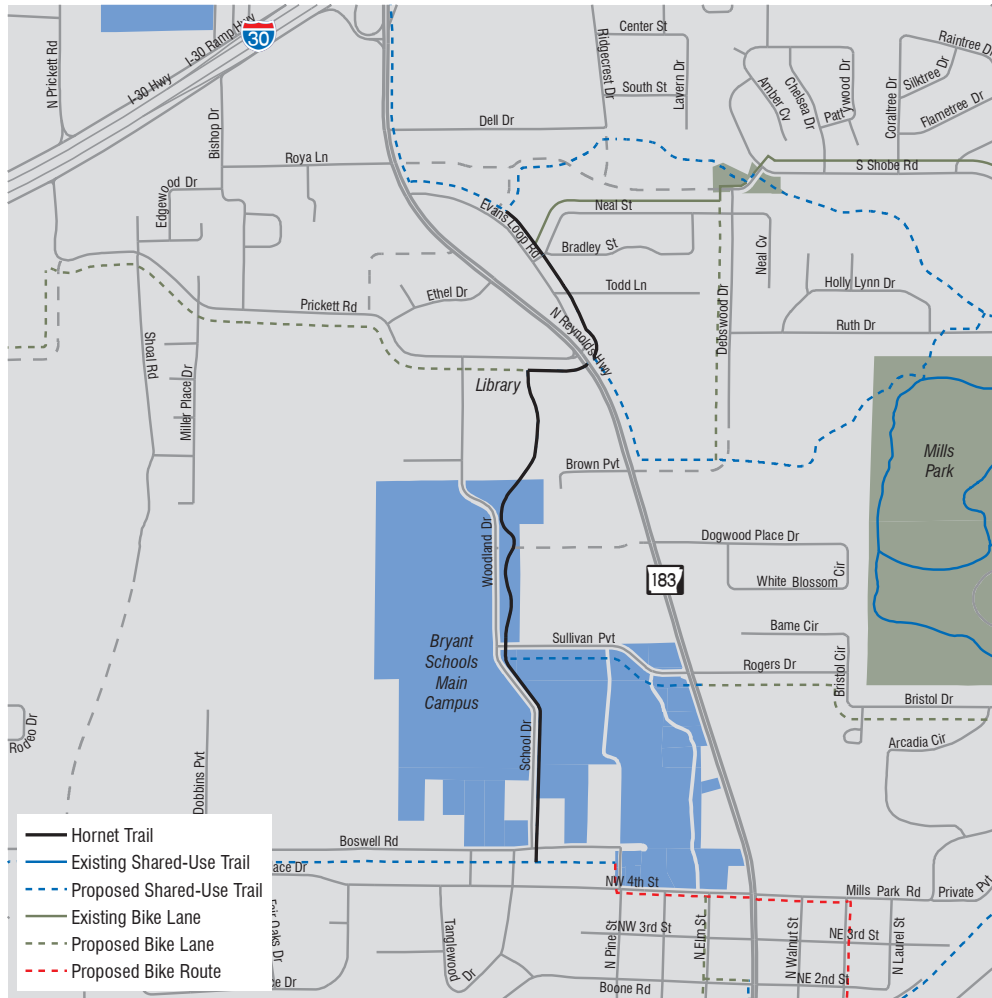 Center St
Ridgecrest Dr
Lavern Dr
South St
Dell Dr
N Prickett Rd
I-30 Ramp Hwy
30
I-30 Hwy
Bishop Dr
Roya Ln
Edgewood Dr
Amber Cv
Chelsea Dr
Pattywood Dr
Coraltree Dr
Raintree Dr
Silktree Dr
Flametree Dr
S Shobe Rd
Neal St
Evans Loop Rd
Bradley St
Todd Ln
Neal Cv
Debswood Dr
Holly Lynn Dr
Ruth Dr
Prickett Rd
Ethel Dr
N Reynolds Hwy
Shoal Rd
Miller Place Dr
Library
Brown Pvt
Mills
Park
Woodland Dr
Dogwood Place Dr
White Blossom Cir
183
Bame Cir
Bristol Cir
Sullivan Pvt
Rogers Dr
Bristol Dr
Arcadia Cir
Bryant
Schools
Main
Campus
School Dr
Rodeo Dr
Dobbins Pvt
Boswell Rd
ace Dr
NW 4th St
Mills Park Rd
Private Pvt
Fair Oaks Dr
Tanglewood Dr
N Pine St
NW 3rd St
N Elm St
N Walnut St
NE 3rd St
N Laurel St
NE 2nd St
Boone Rd
ce Dr
Hornet Trail
Existing Shared-Use Trail
Proposed Shared-Use Trail
Existing Bike Lane
Proposed Bike Lane
Proposed Bike Route